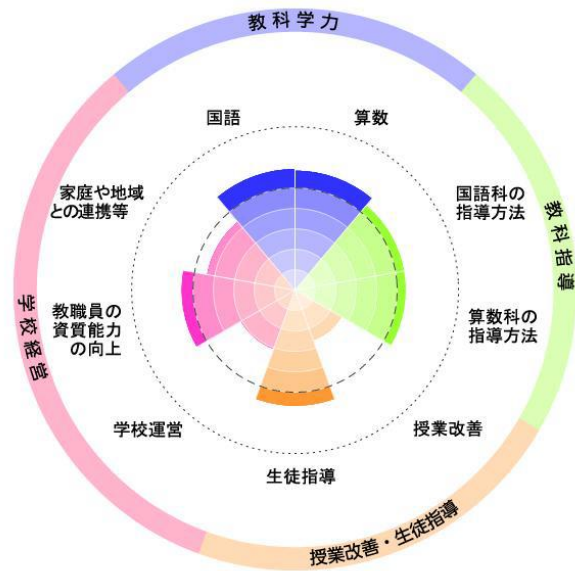 教科学力
国語
算数
家庭や地域
との連携等
国語科の
指導方法
教科指導
教職員の
資質能力
の向上
算数科の
指導方法
学校経営
学校運営
授業改善
生徒指導
授業改善・生徒指導